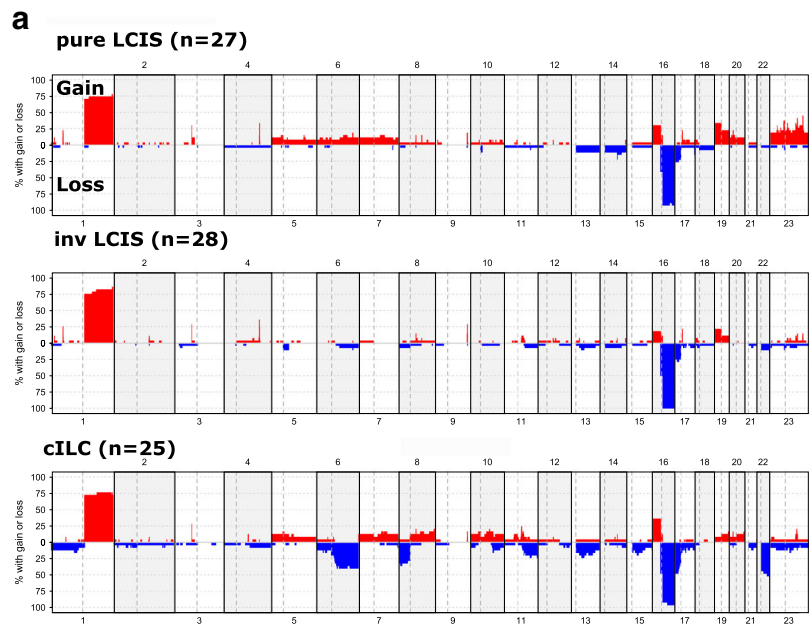 a
pure LCIS (n=27)
2 4 6 8 10 12 14 16 18 20 22
% with gain or loss
100
75
50
25
0
25
50
75
100
Gain
Loss
1 3 5 7 9 11 13 15 17 19 21 23
inv LCIS (n=28)
2 4 6 8 10 12 14 16 18 20 22
% with gain or loss
100
75
50
25
0
25
50
75
100
1 3 5 7 9 11 13 15 17 19 21 23
cILC (n=25)
2 4 6 8 10 12 14 16 18 20 22
% with gain or loss
100
75
50
25
0
25
50
75
100
1 3 5 7 9 11 13 15 17 19 21 23